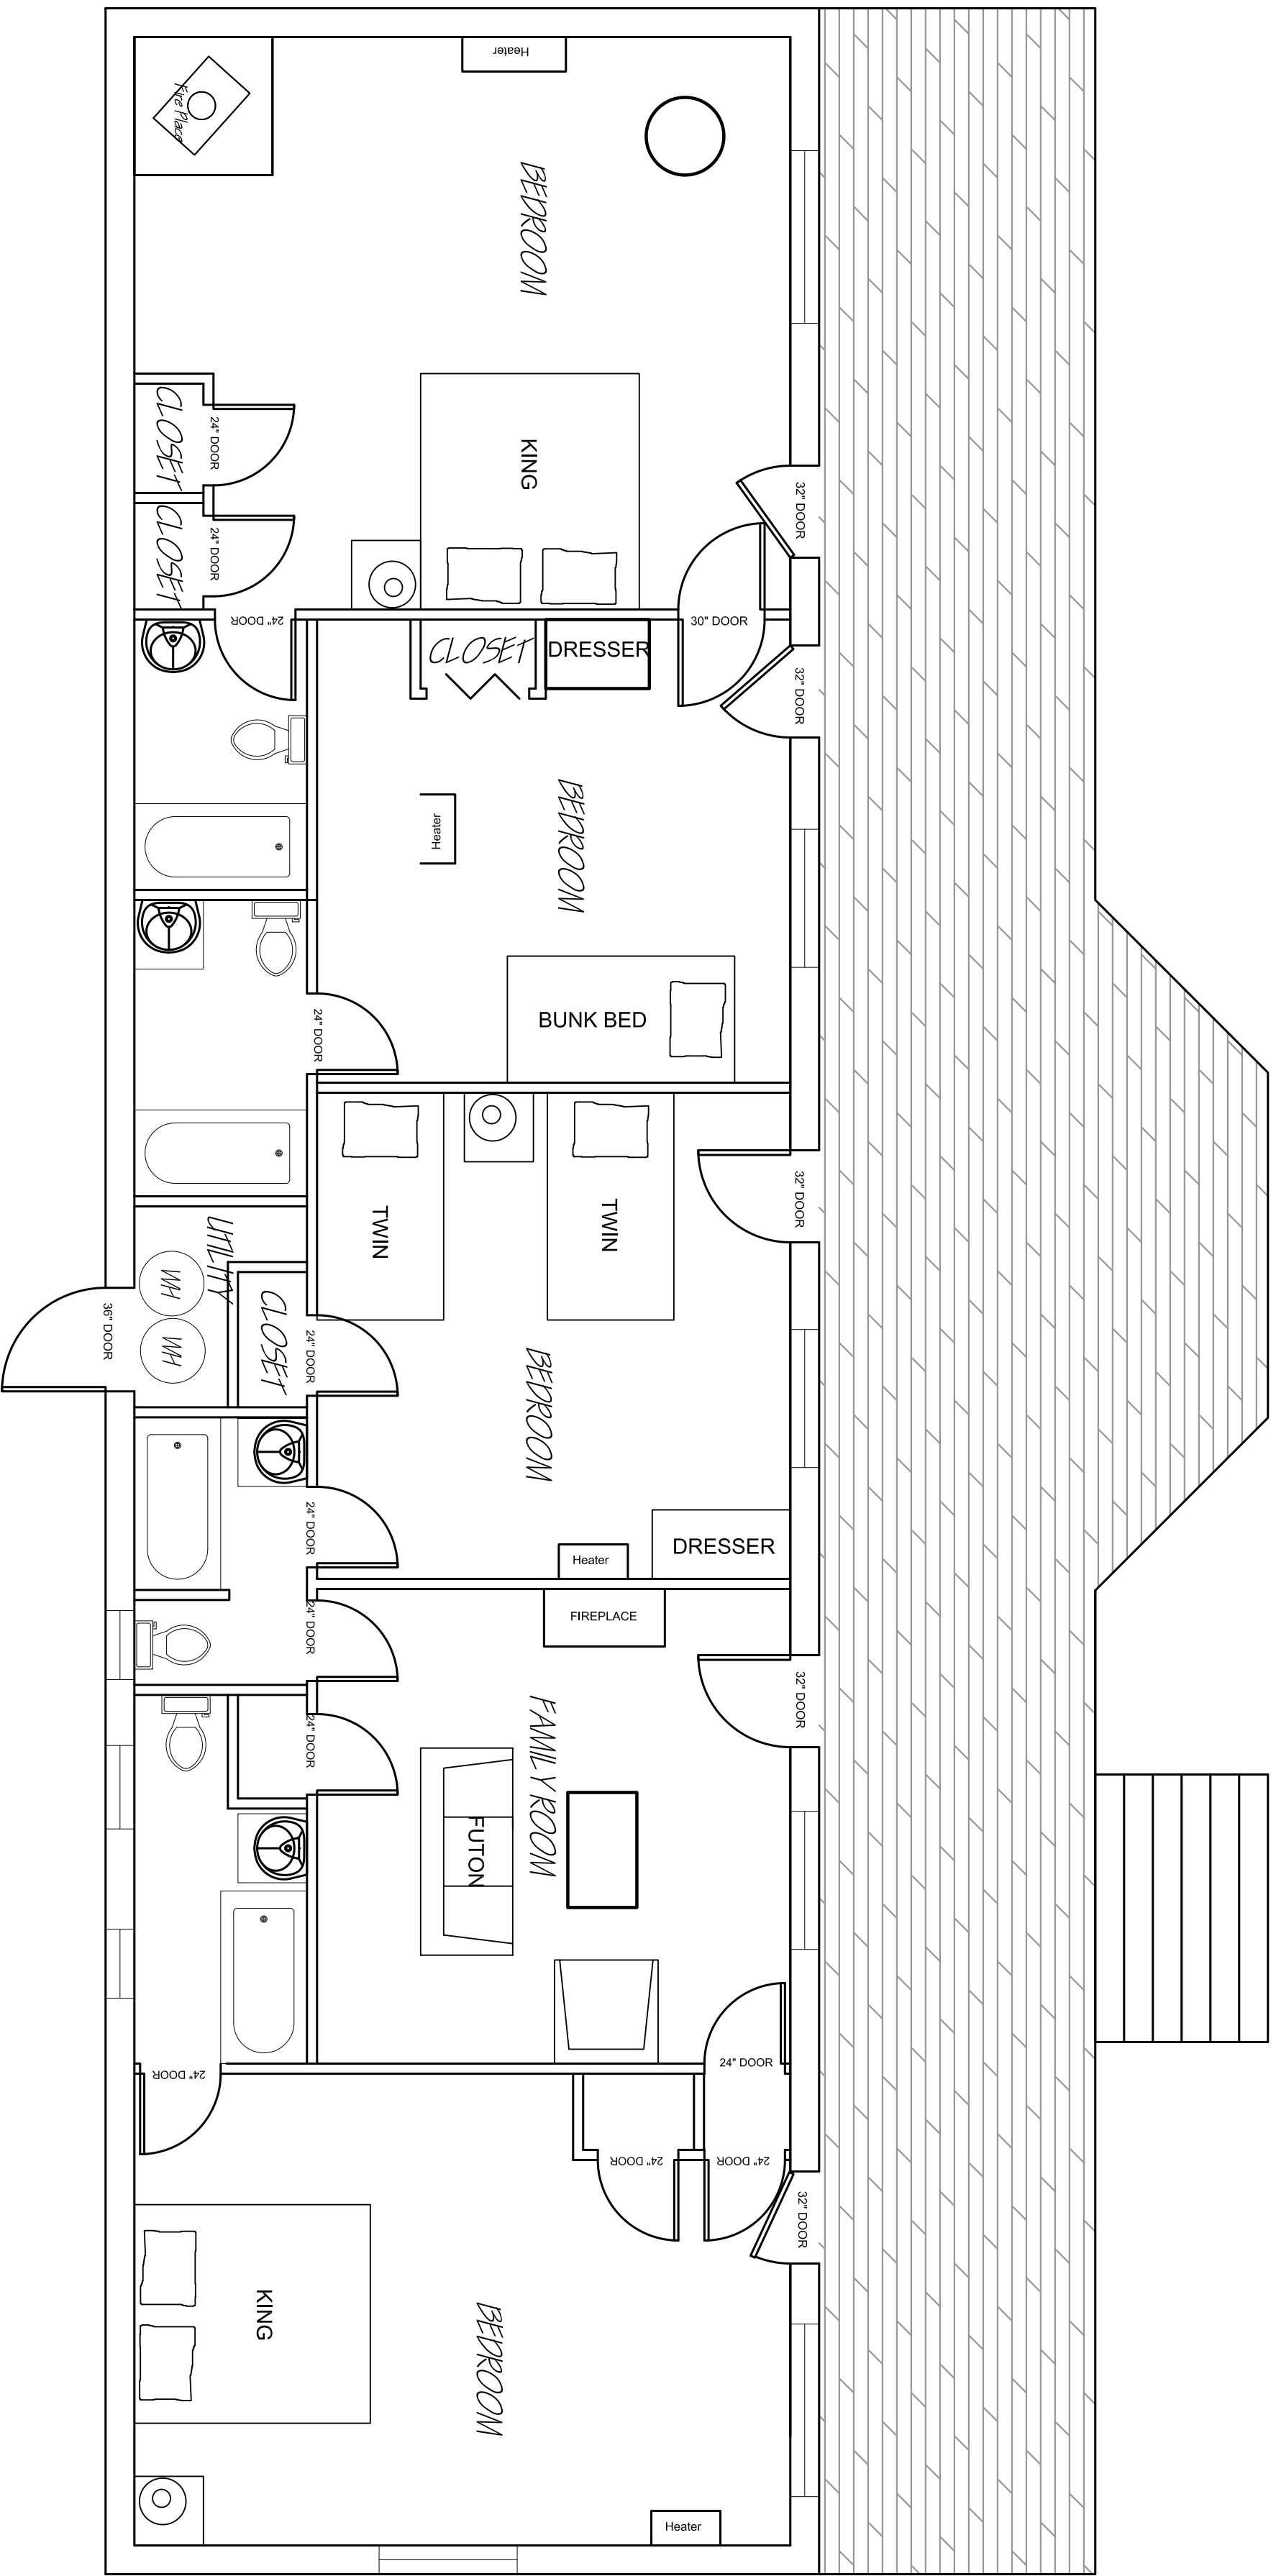 Heater
Fire Place
BEDROOM
CLOSET
24" DOOR
KING
32" DOOR
CLOSET
24" DOOR
24" DOOR
30" DOOR
CLOSET
DRESSER
32" DOOR
Heater
BEDROOM
BUNK BED
24" DOOR
TWIN
TWIN
32" DOOR
UTILITY
WH
WH
CLOSET
36" DOOR
24" DOOR
BEDROOM
24" DOOR
DRESSER
Heater
24" DOOR
FIREPLACE
32" DOOR
24" DOOR
FAMILY ROOM
FUTON
24" DOOR
24" DOOR
24" DOOR
24" DOOR
32" DOOR
KING
BEDROOM
Heater